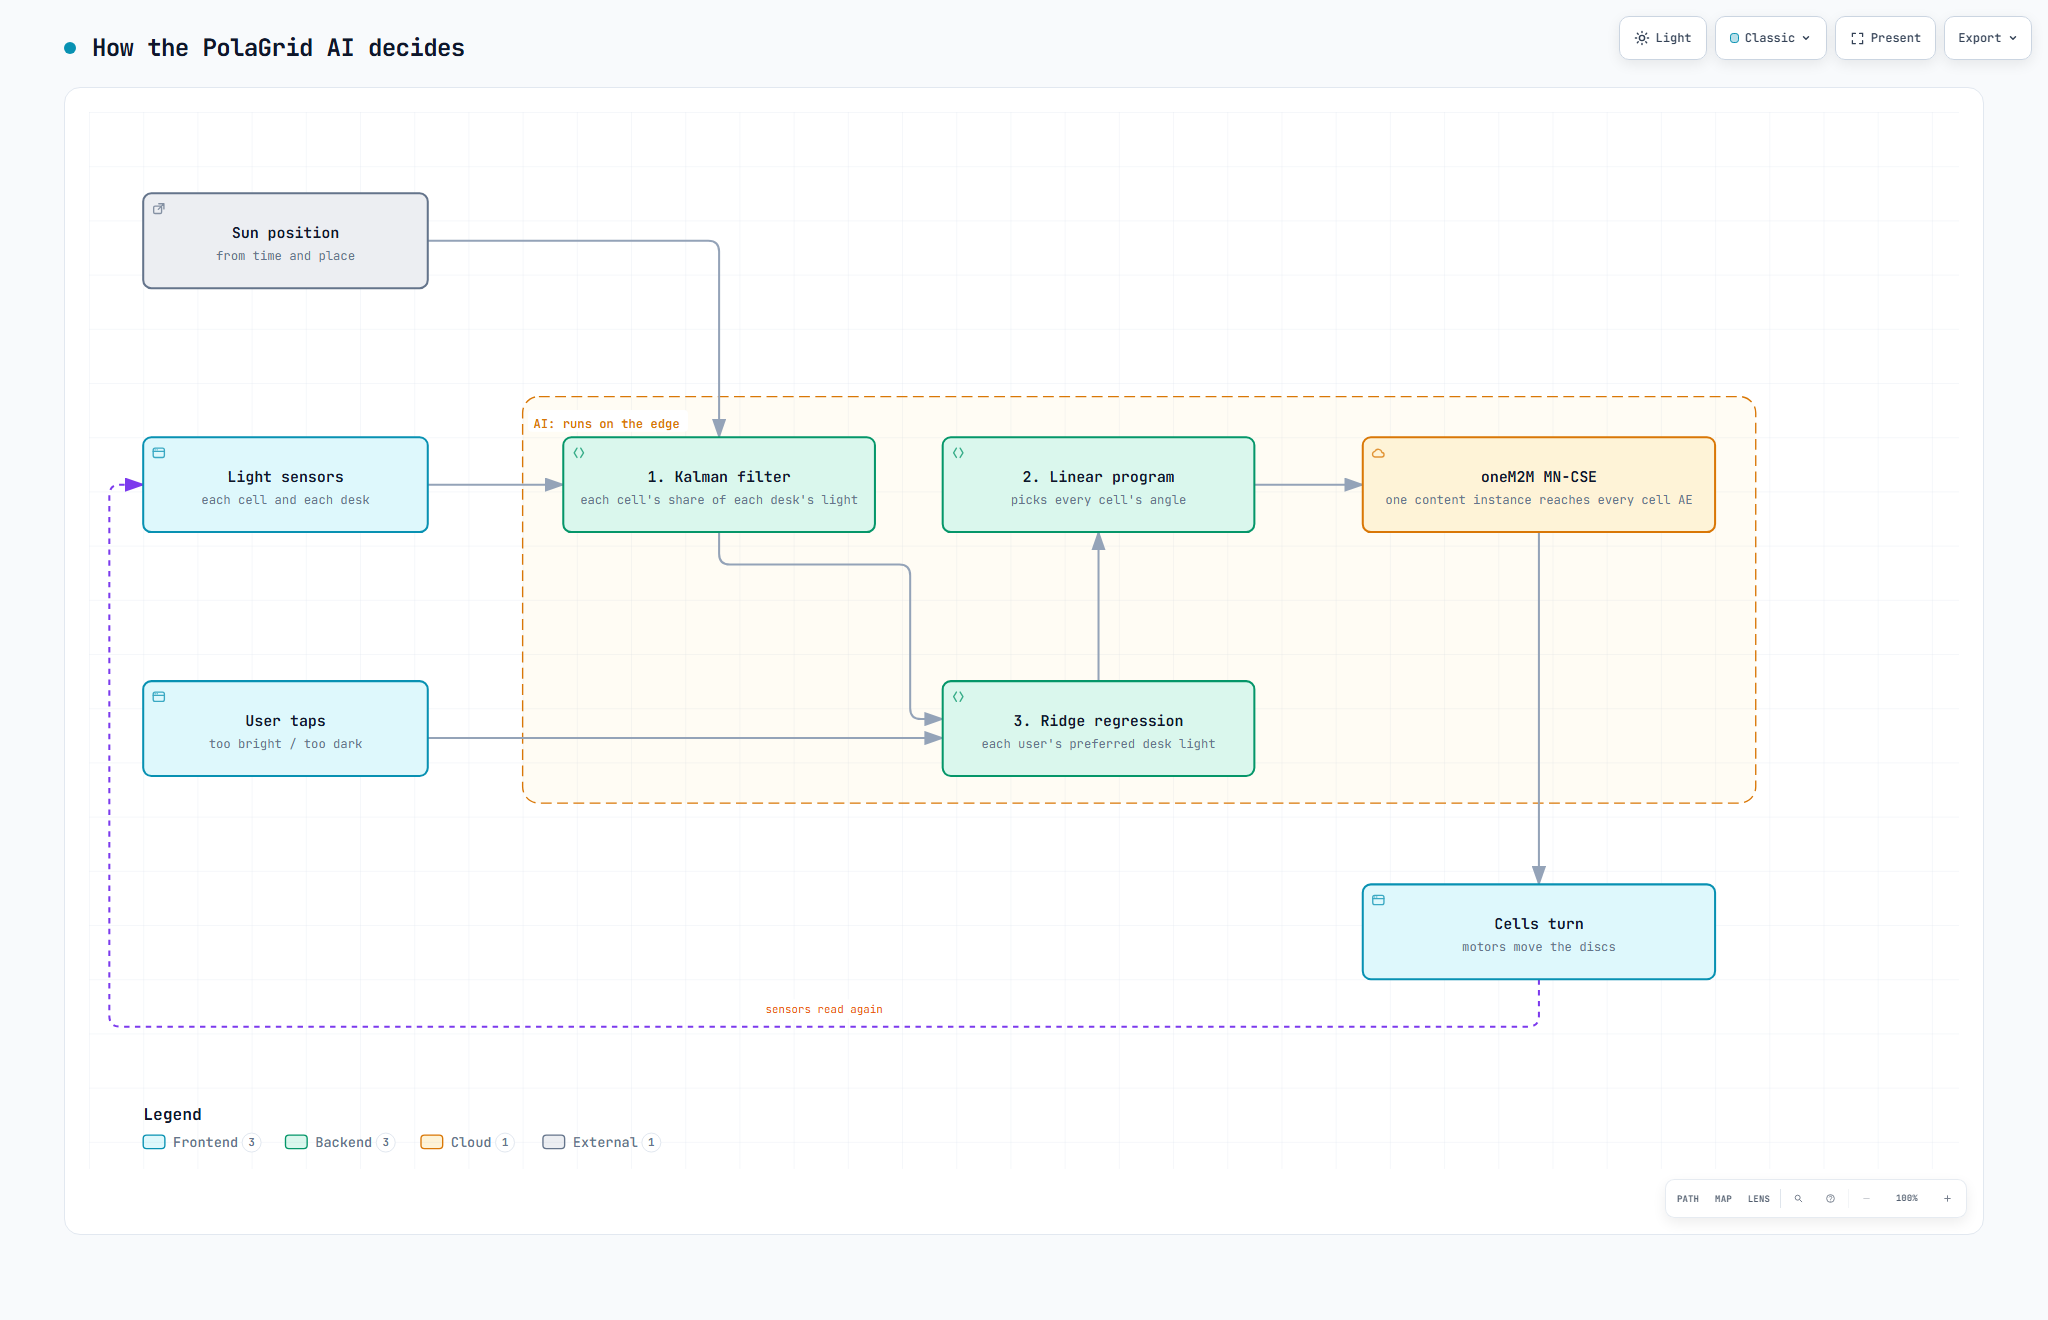 How the PolaGrid AI decides
Light
Classic
Present
Export
Sun position
from time and place
AI: runs on the edge
Light sensors
each cell and each desk
1. Kalman filter
each cell's share of each desk's light
2. Linear program
picks every cell's angle
oneM2M MN-CSE
one content instance reaches every cell AE
User taps
too bright / too dark
3. Ridge regression
each user's preferred desk light
Cells turn
motors move the discs
sensors read again
Legend
Frontend 3
Backend 3
Cloud 1
External 1
PATH MAP LENS ? − 100% +